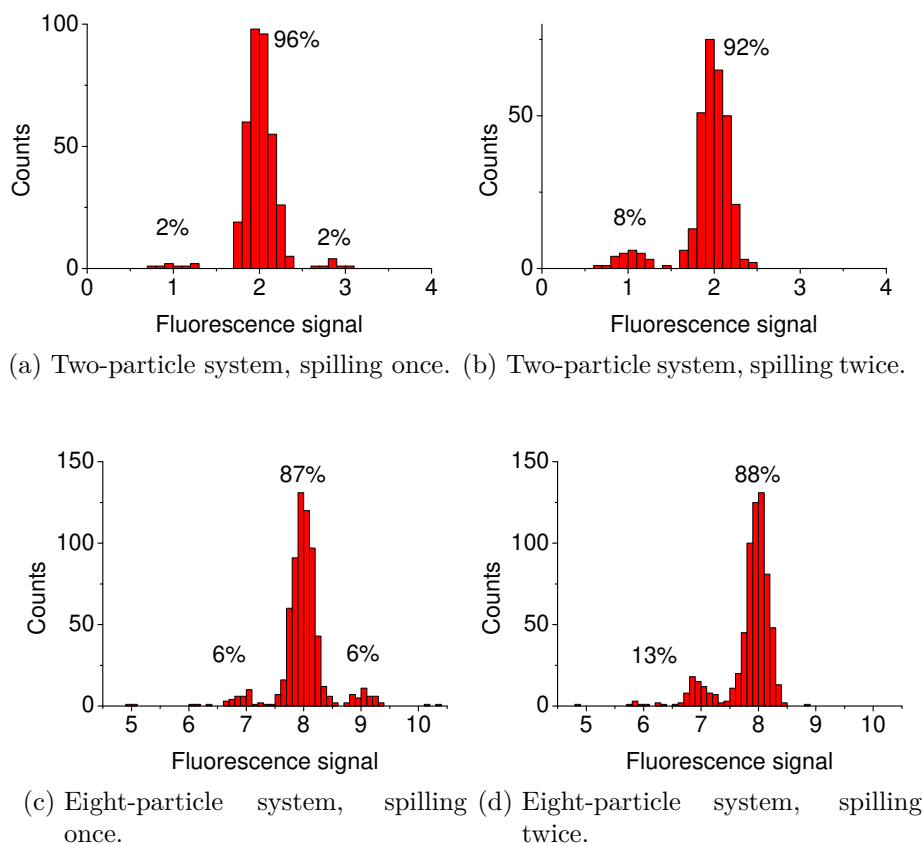 100
96%
50
2%
2%
0
0 1 2 3 4
Counts
Fluorescence signal
(a) Two-particle system, spilling once.
92%
50
8%
0
0 1 2 3 4
Counts
Fluorescence signal
(b) Two-particle system, spilling twice.
150
87%
100
50
6%
6%
0
5 6 7 8 9 10
Counts
Fluorescence signal
(c) Eight-particle system, spilling
once.
150
88%
100
50
13%
0
5 6 7 8 9 10
Counts
Fluorescence signal
(d) Eight-particle system, spilling
twice.